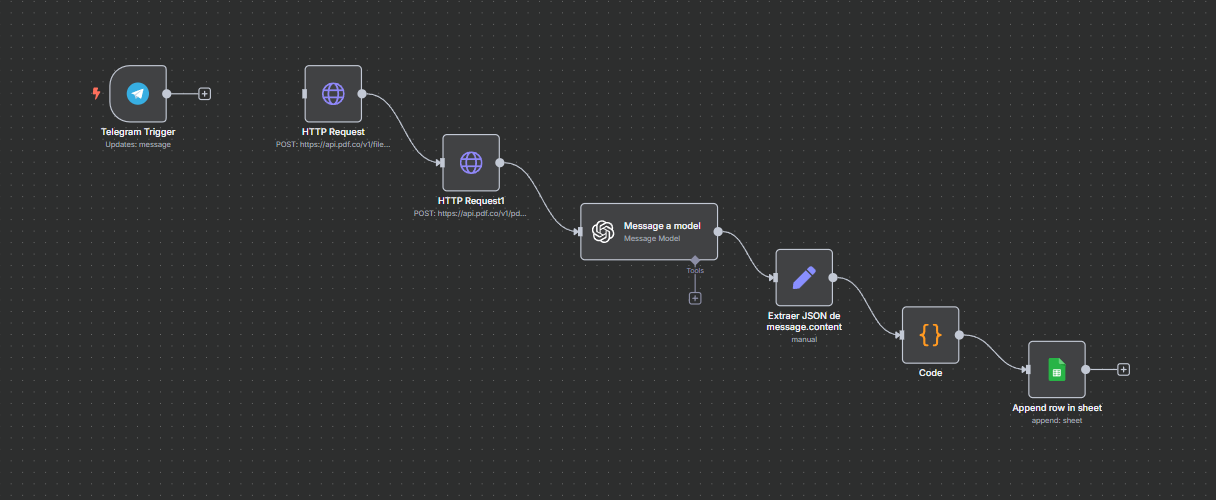 Telegram Trigger
Updates: message
HTTP Request
POST: https://api.pdf.co/v1/file...
HTTP Request1
POST: https://api.pdf.co/v1/pd...
Message a model
Message Model
Tools
Extraer JSON de
message.content
manual
Code
Append row in sheet
append: sheet